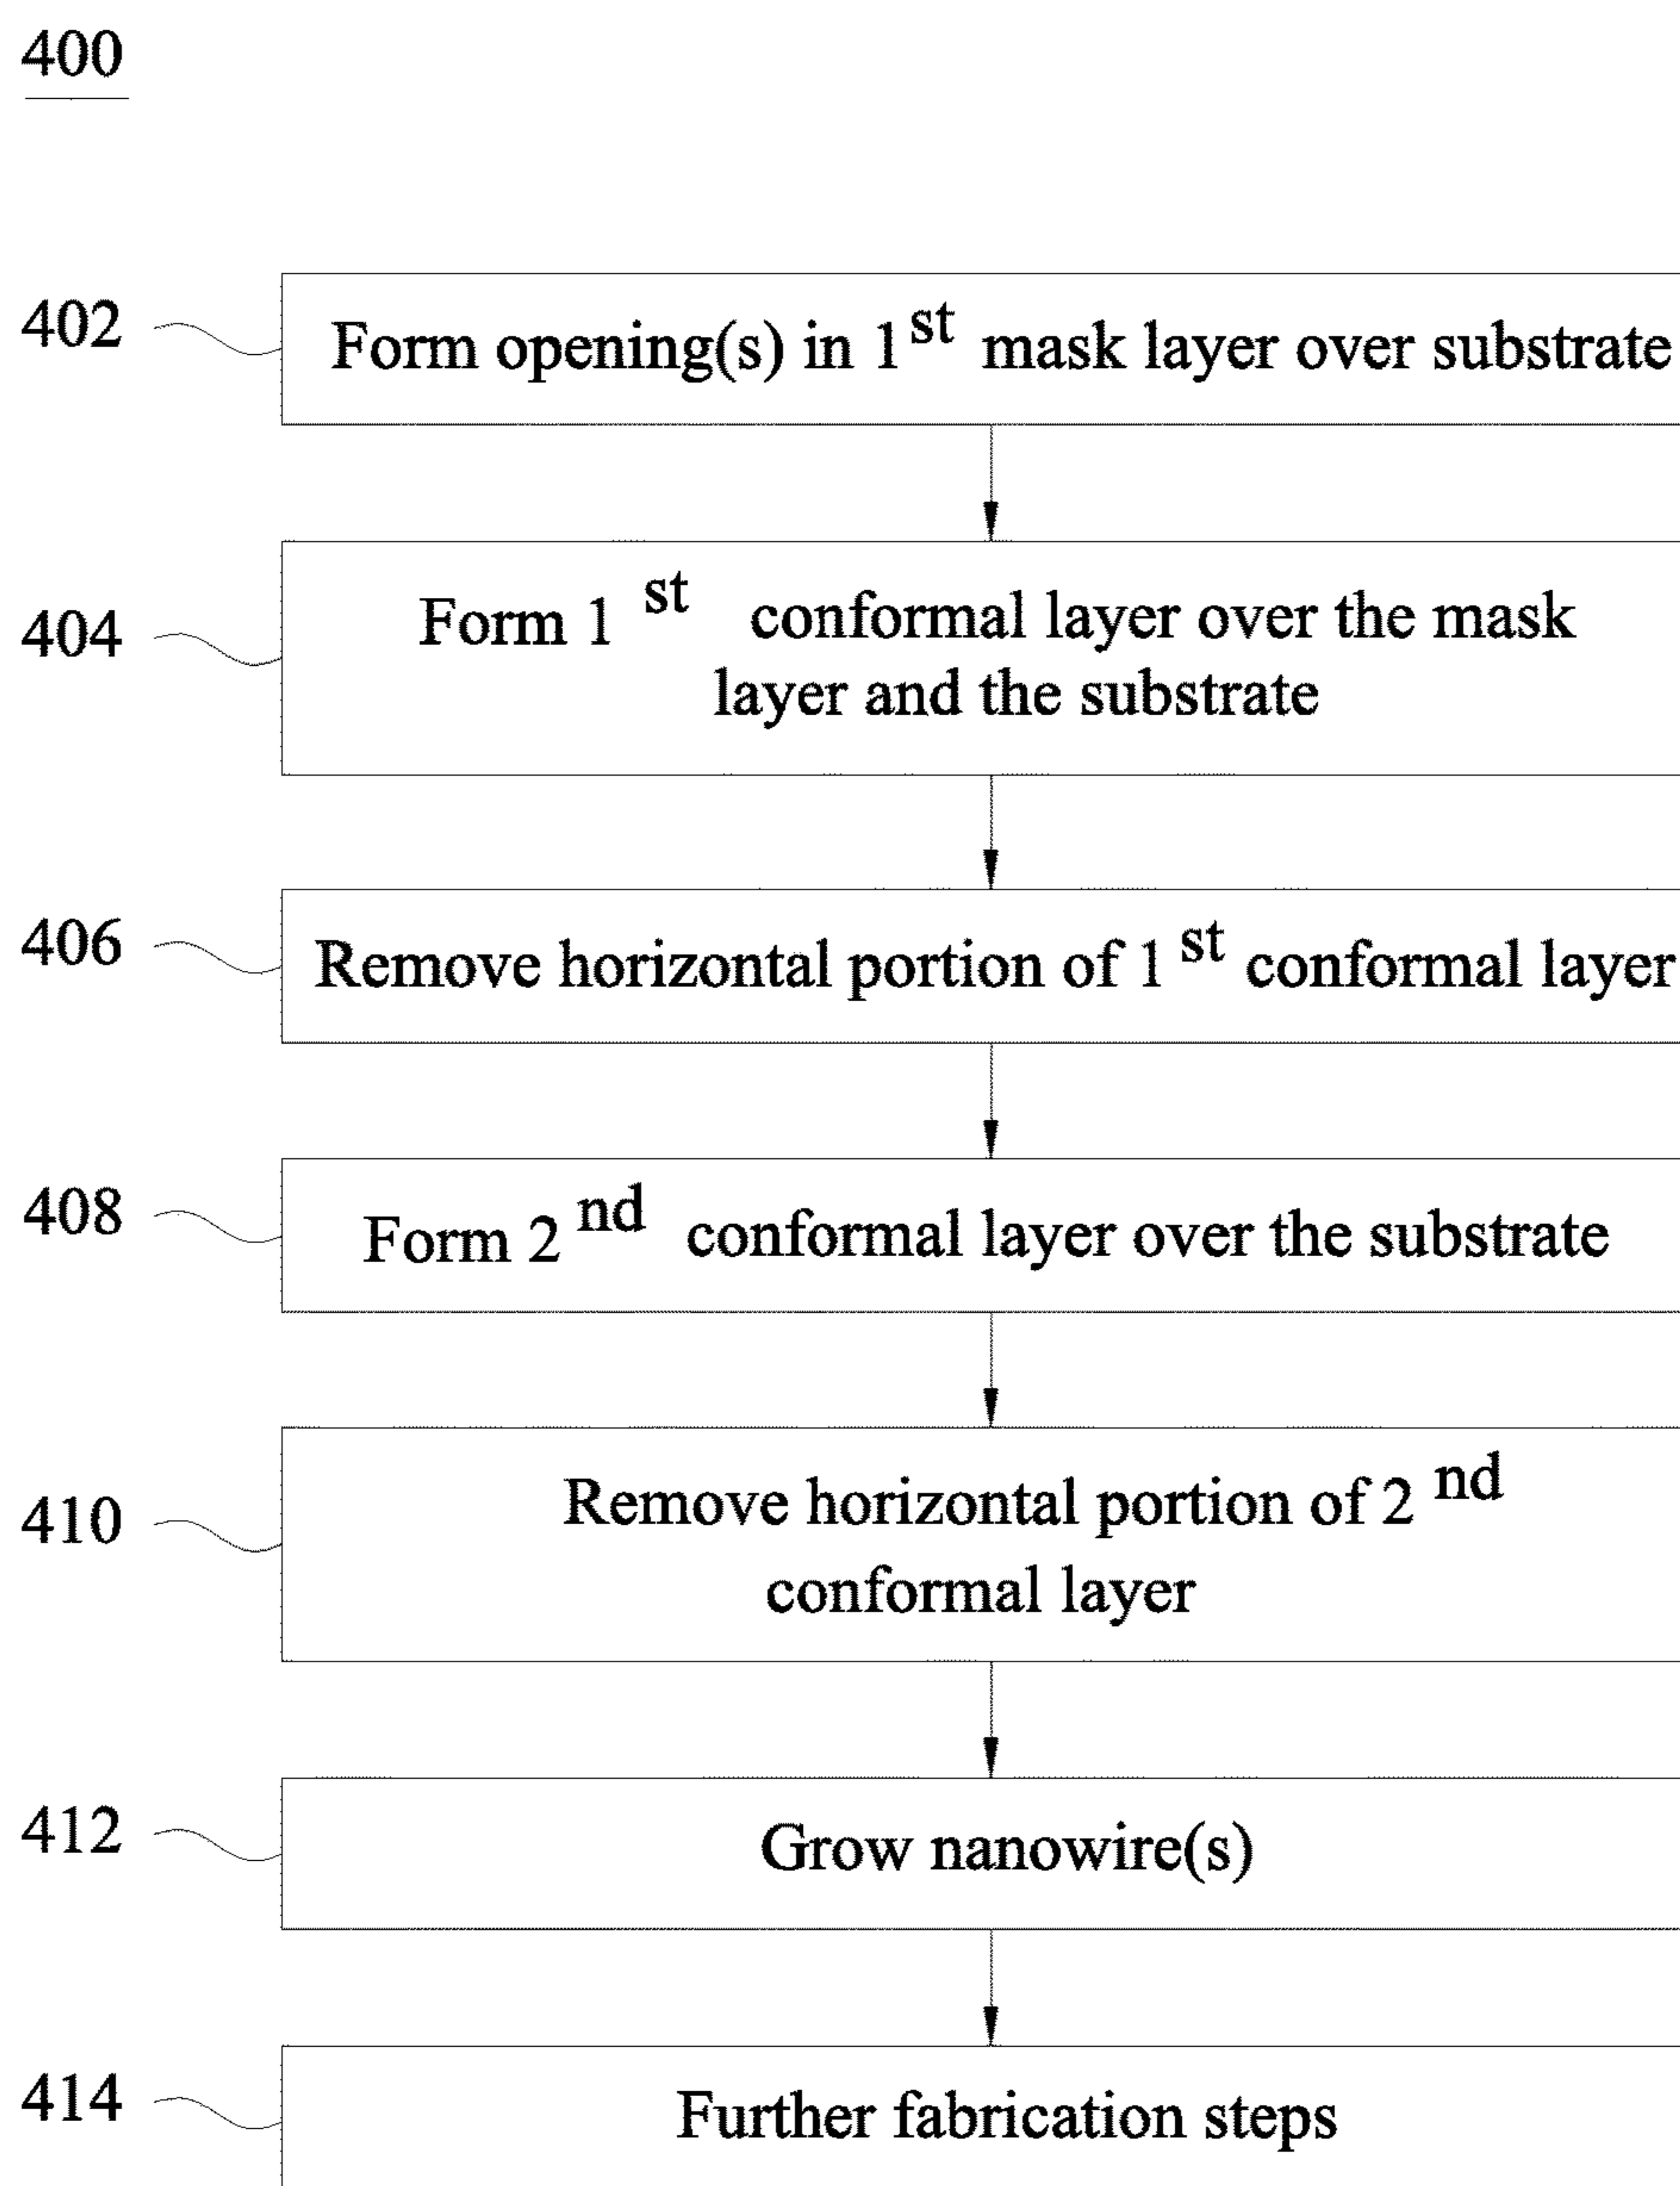 400
402 Form opening(s) in 1st mask layer over substrate
404 Form 1st conformal layer over the mask
layer and the substrate
406 Remove horizontal portion of 1st conformal layer
408 Form 2nd conformal layer over the substrate
410 Remove horizontal portion of 2nd
conformal layer
412 Grow nanowire(s)
414 Further fabrication steps